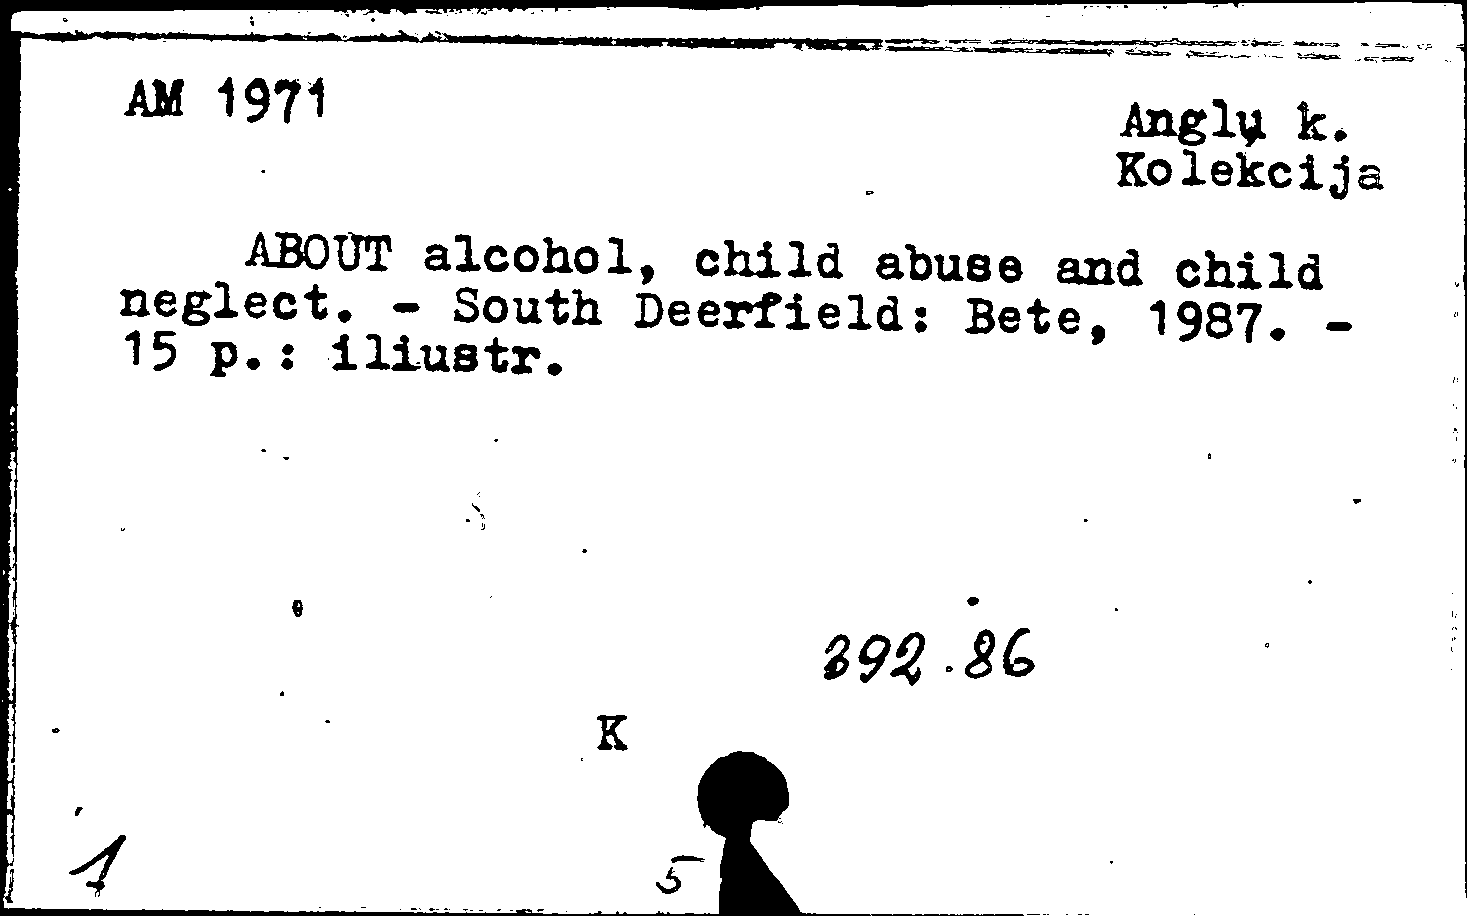 AM 1971
Anglų k.
Kolekcija
ABOUT alcohol, child abuse and child
neglect. - South Deerfield: Bete, 1987. -
15 p.: iliustr.
392.86
K
1
5